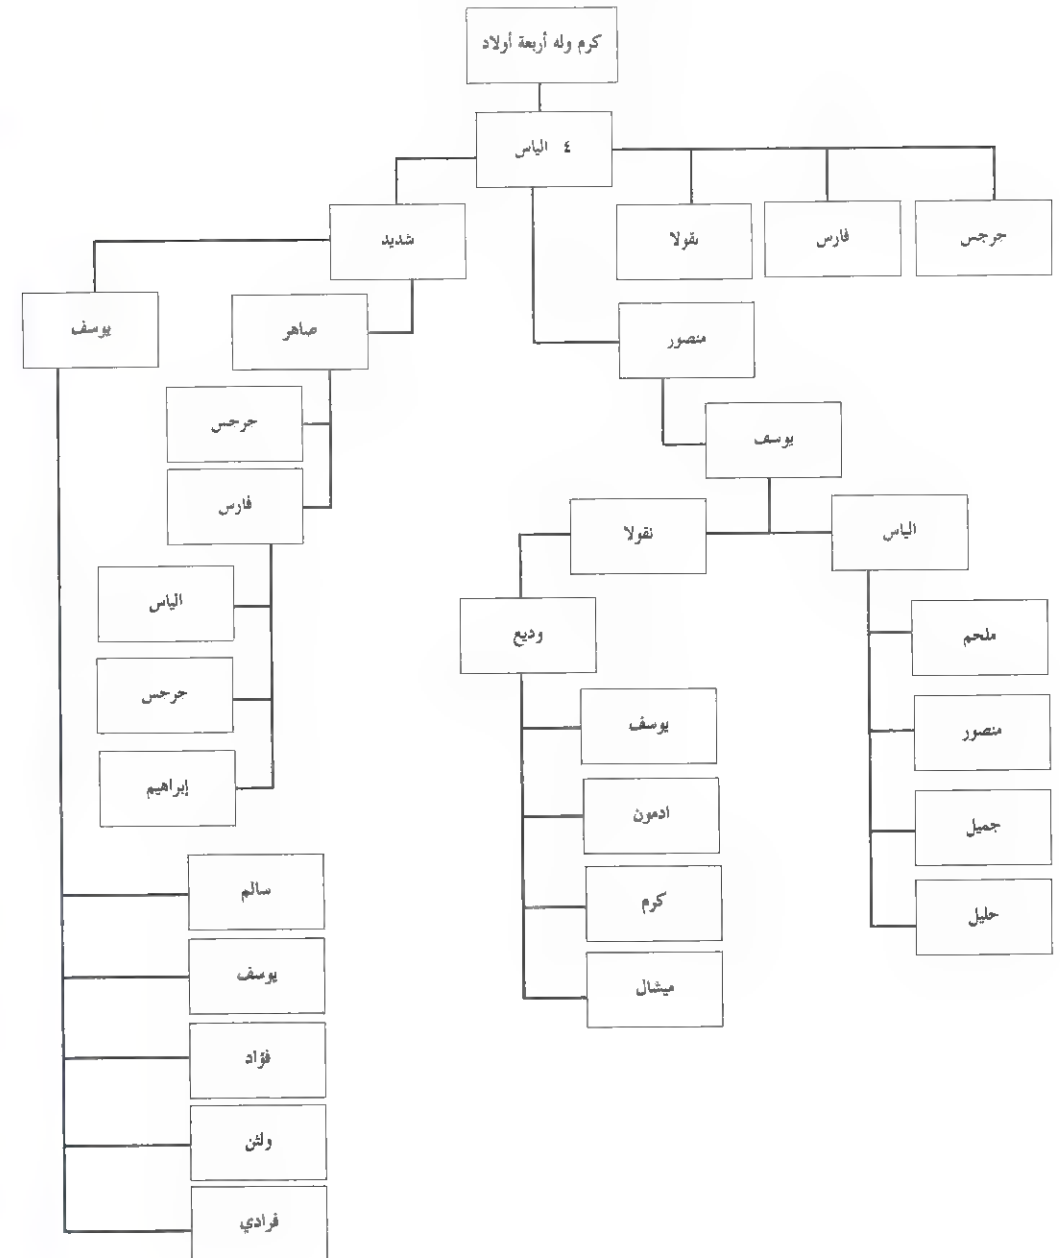 كرم وله أربعة أولاد
٤ الياس
جرجس
فارس
نقولا
شديد
منصور
صاهر
يوسف
يوسف
جرجس
فارس
نقولا
الياس
الياس
وديع
ملحم
جرجس
يوسف
منصور
إبراهيم
ادمون
جميل
سالم
كرم
حليل
يوسف
ميشال
فؤاد
ولثن
فرادي